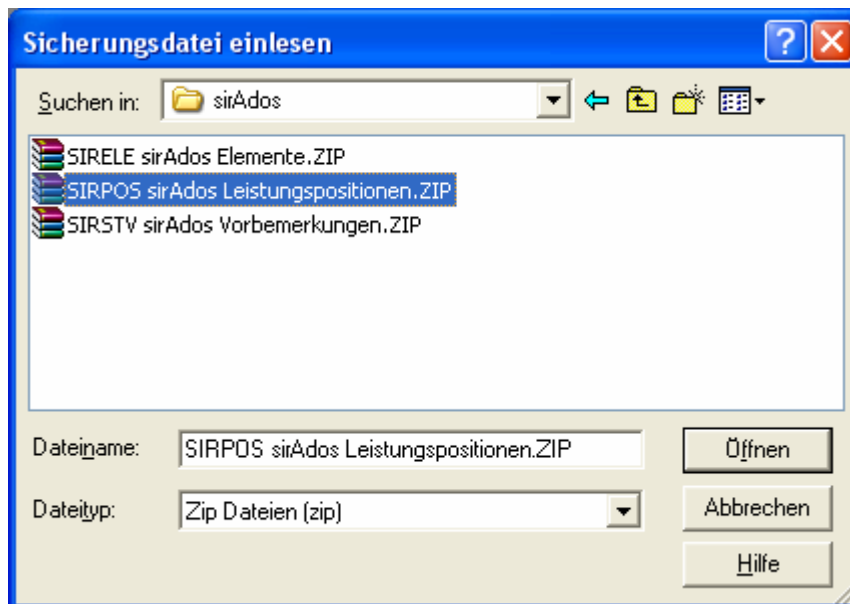 Sicherungsdatei einlesen
Suchen in: sirAdos
SIRELE sirAdos Elemente.ZIP
SIRPOS sirAdos Leistungspositionen.ZIP
SIRSTV sirAdos Vorbemerkungen.ZIP
Dateiname: SIRPOS sirAdos Leistungspositionen.ZIP Öffnen
Dateityp: Zip Dateien (zip) Abbrechen
Hilfe